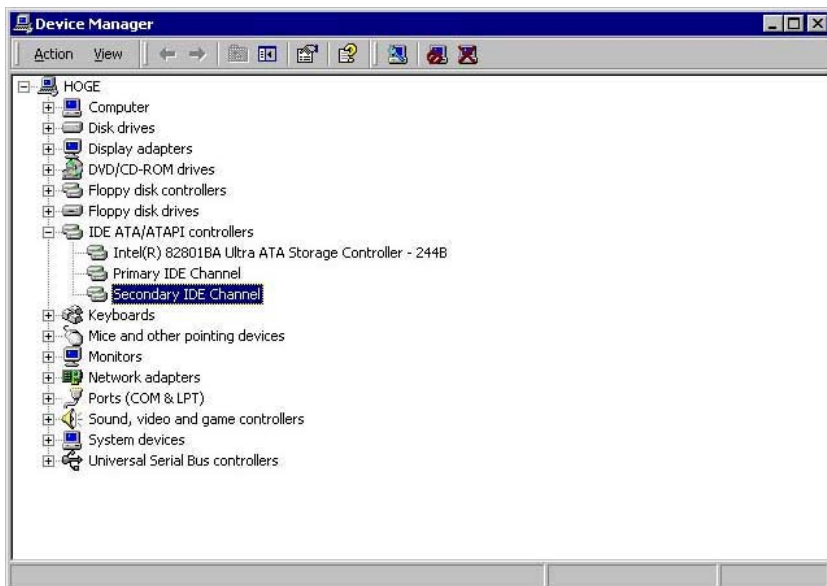 Device Manager
Action View
HOGE
Computer
Disk drives
Display adapters
DVD/CD-ROM drives
Floppy disk controllers
Floppy disk drives
IDE ATA/ATAPI controllers
Intel(R) 82801BA Ultra ATA Storage Controller - 244B
Primary IDE Channel
Secondary IDE Channel
Keyboards
Mice and other pointing devices
Monitors
Network adapters
Ports (COM & LPT)
Sound, video and game controllers
System devices
Universal Serial Bus controllers